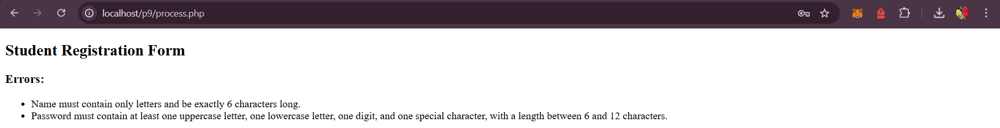 localhost/p9/process.php
Student Registration Form
Errors:
• Name must contain only letters and be exactly 6 characters long.
• Password must contain at least one uppercase letter, one lowercase letter, one digit, and one special character, with a length between 6 and 12 characters.